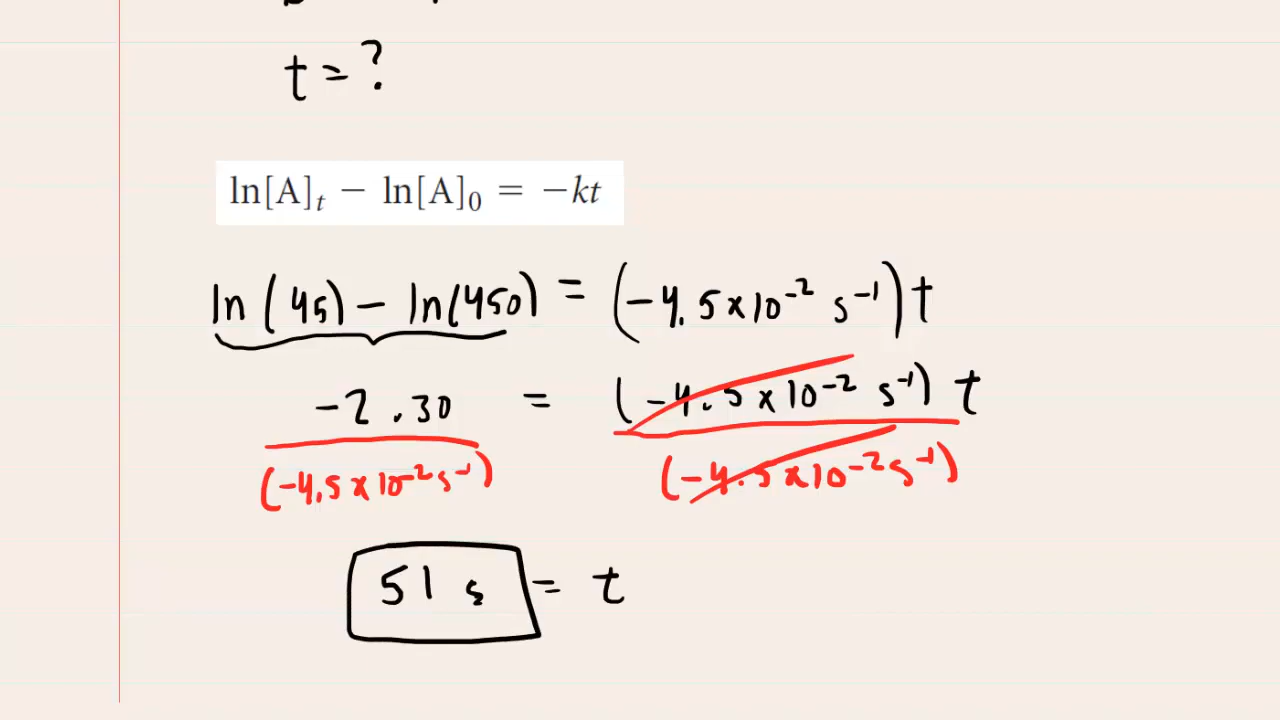 t = ?
ln[A]ₜ − ln[A]₀ = −kt
ln(45) − ln(450) = (−4.5 × 10⁻² s⁻¹) t
−2.30 = (−4.5 × 10⁻² s⁻¹) t
(−4.5 × 10⁻² s⁻¹) (−4.5 × 10⁻² s⁻¹)
51 s = t